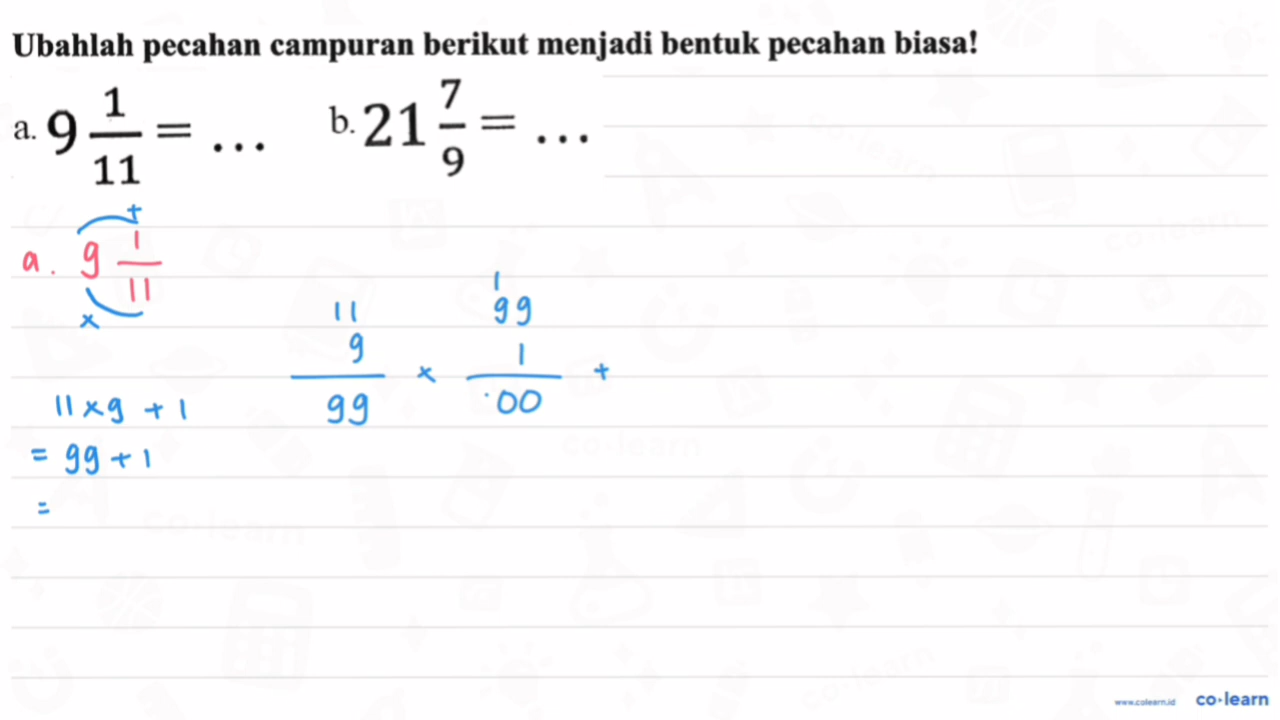 Ubahlah pecahan campuran berikut menjadi bentuk pecahan biasa!
a. 9 1/11 = ... b. 21 7/9 = ...
a. 9 1/11
+
×
11
9
×
99
1
99
1
+
00
11 × 9 + 1
= 99 + 1
=
www.colearn.id co·learn